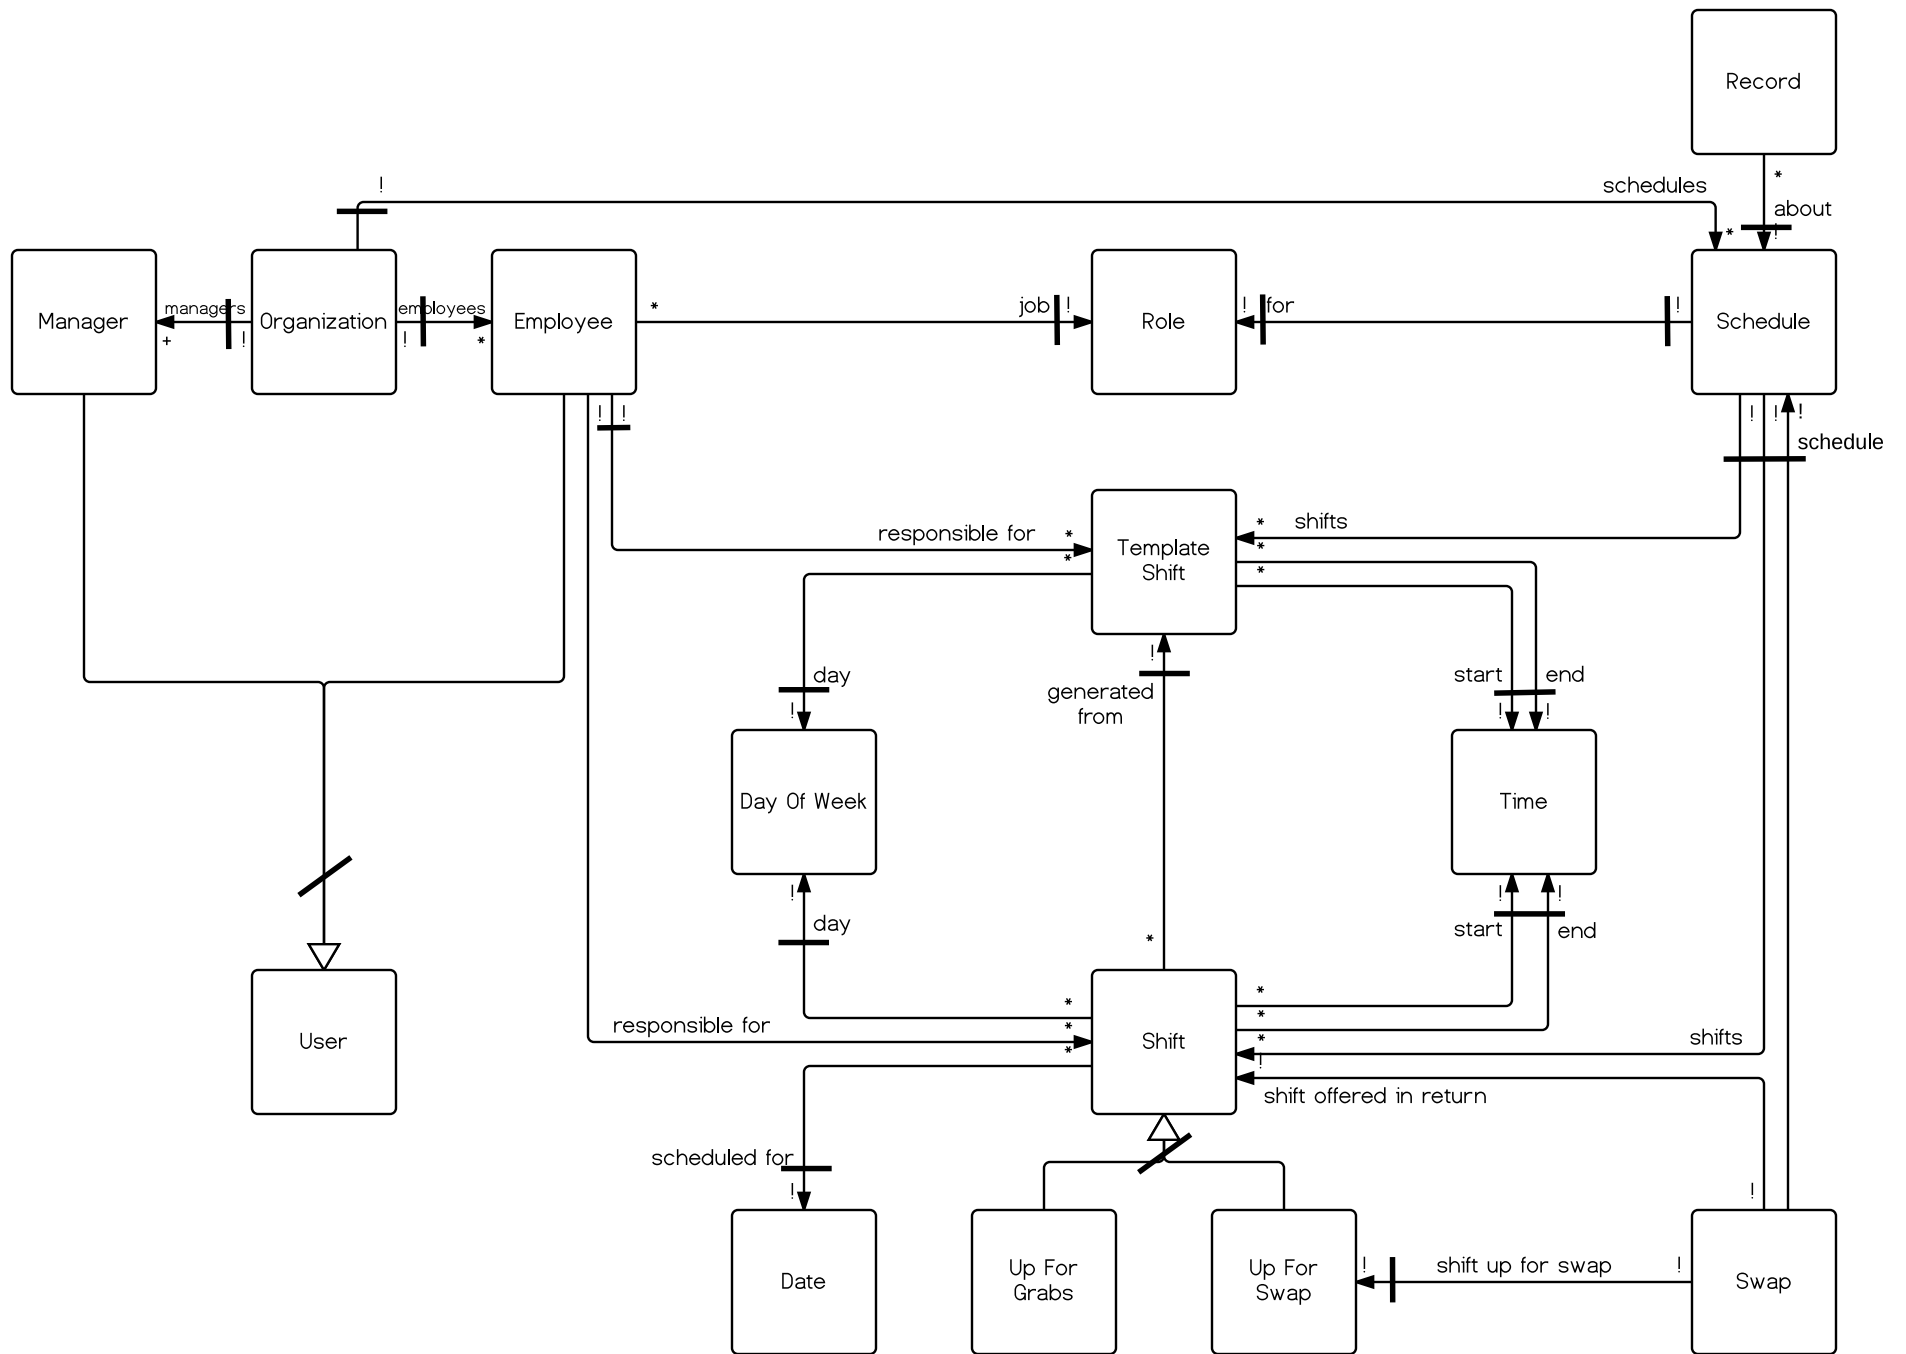 Record
*
!
schedules
about
*
!
managers
employees
*
job
!
!
for
!
Manager
Organization
Employee
Role
Schedule
+
!
!
*
!
!
!
!
!
schedule
responsible for
*
*
shifts
*
*
*
Template
Shift
day
!
generated
from
!
start
end
!
!
Day Of Week
Time
!
day
!
!
start
end
*
*
*
*
*
*
*
!
responsible for
User
Shift
shifts
shift offered in return
scheduled for
!
!
Date
Up For
Grabs
Up For
Swap
!
shift up for swap
!
Swap